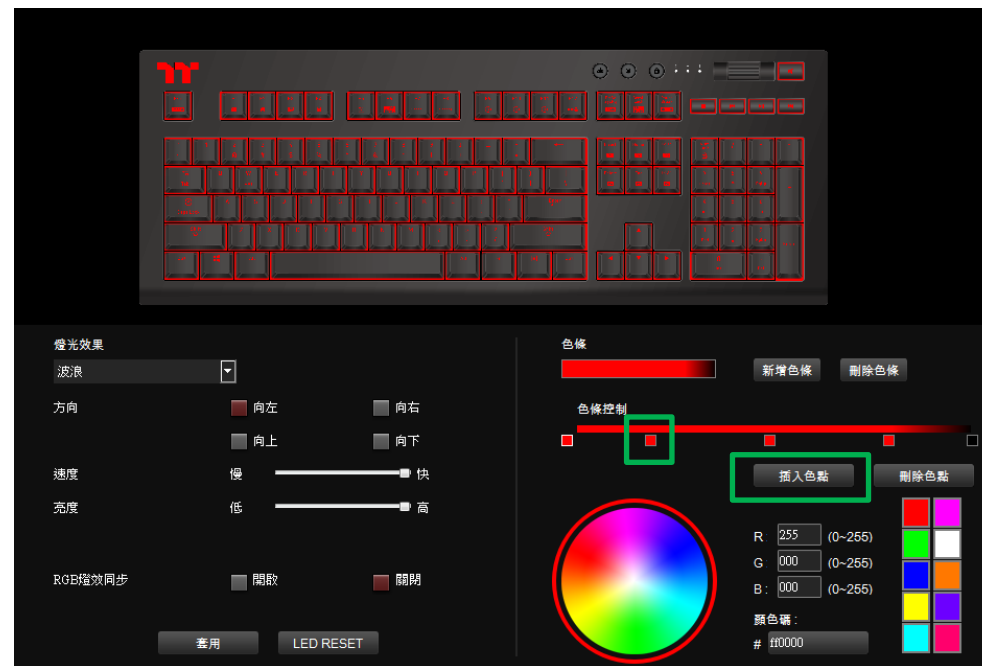 燈光效果
波浪
方向
向左
向右
向上
向下
速度
慢
快
亮度
低
高
RGB燈效同步
開啟
關閉
套用
LED RESET
色條
新增色條
刪除色條
色條控制
插入色點
刪除色點
R 255 (0~255)
G 000 (0~255)
B: 000 (0~255)
顏色碼:
# ff0000